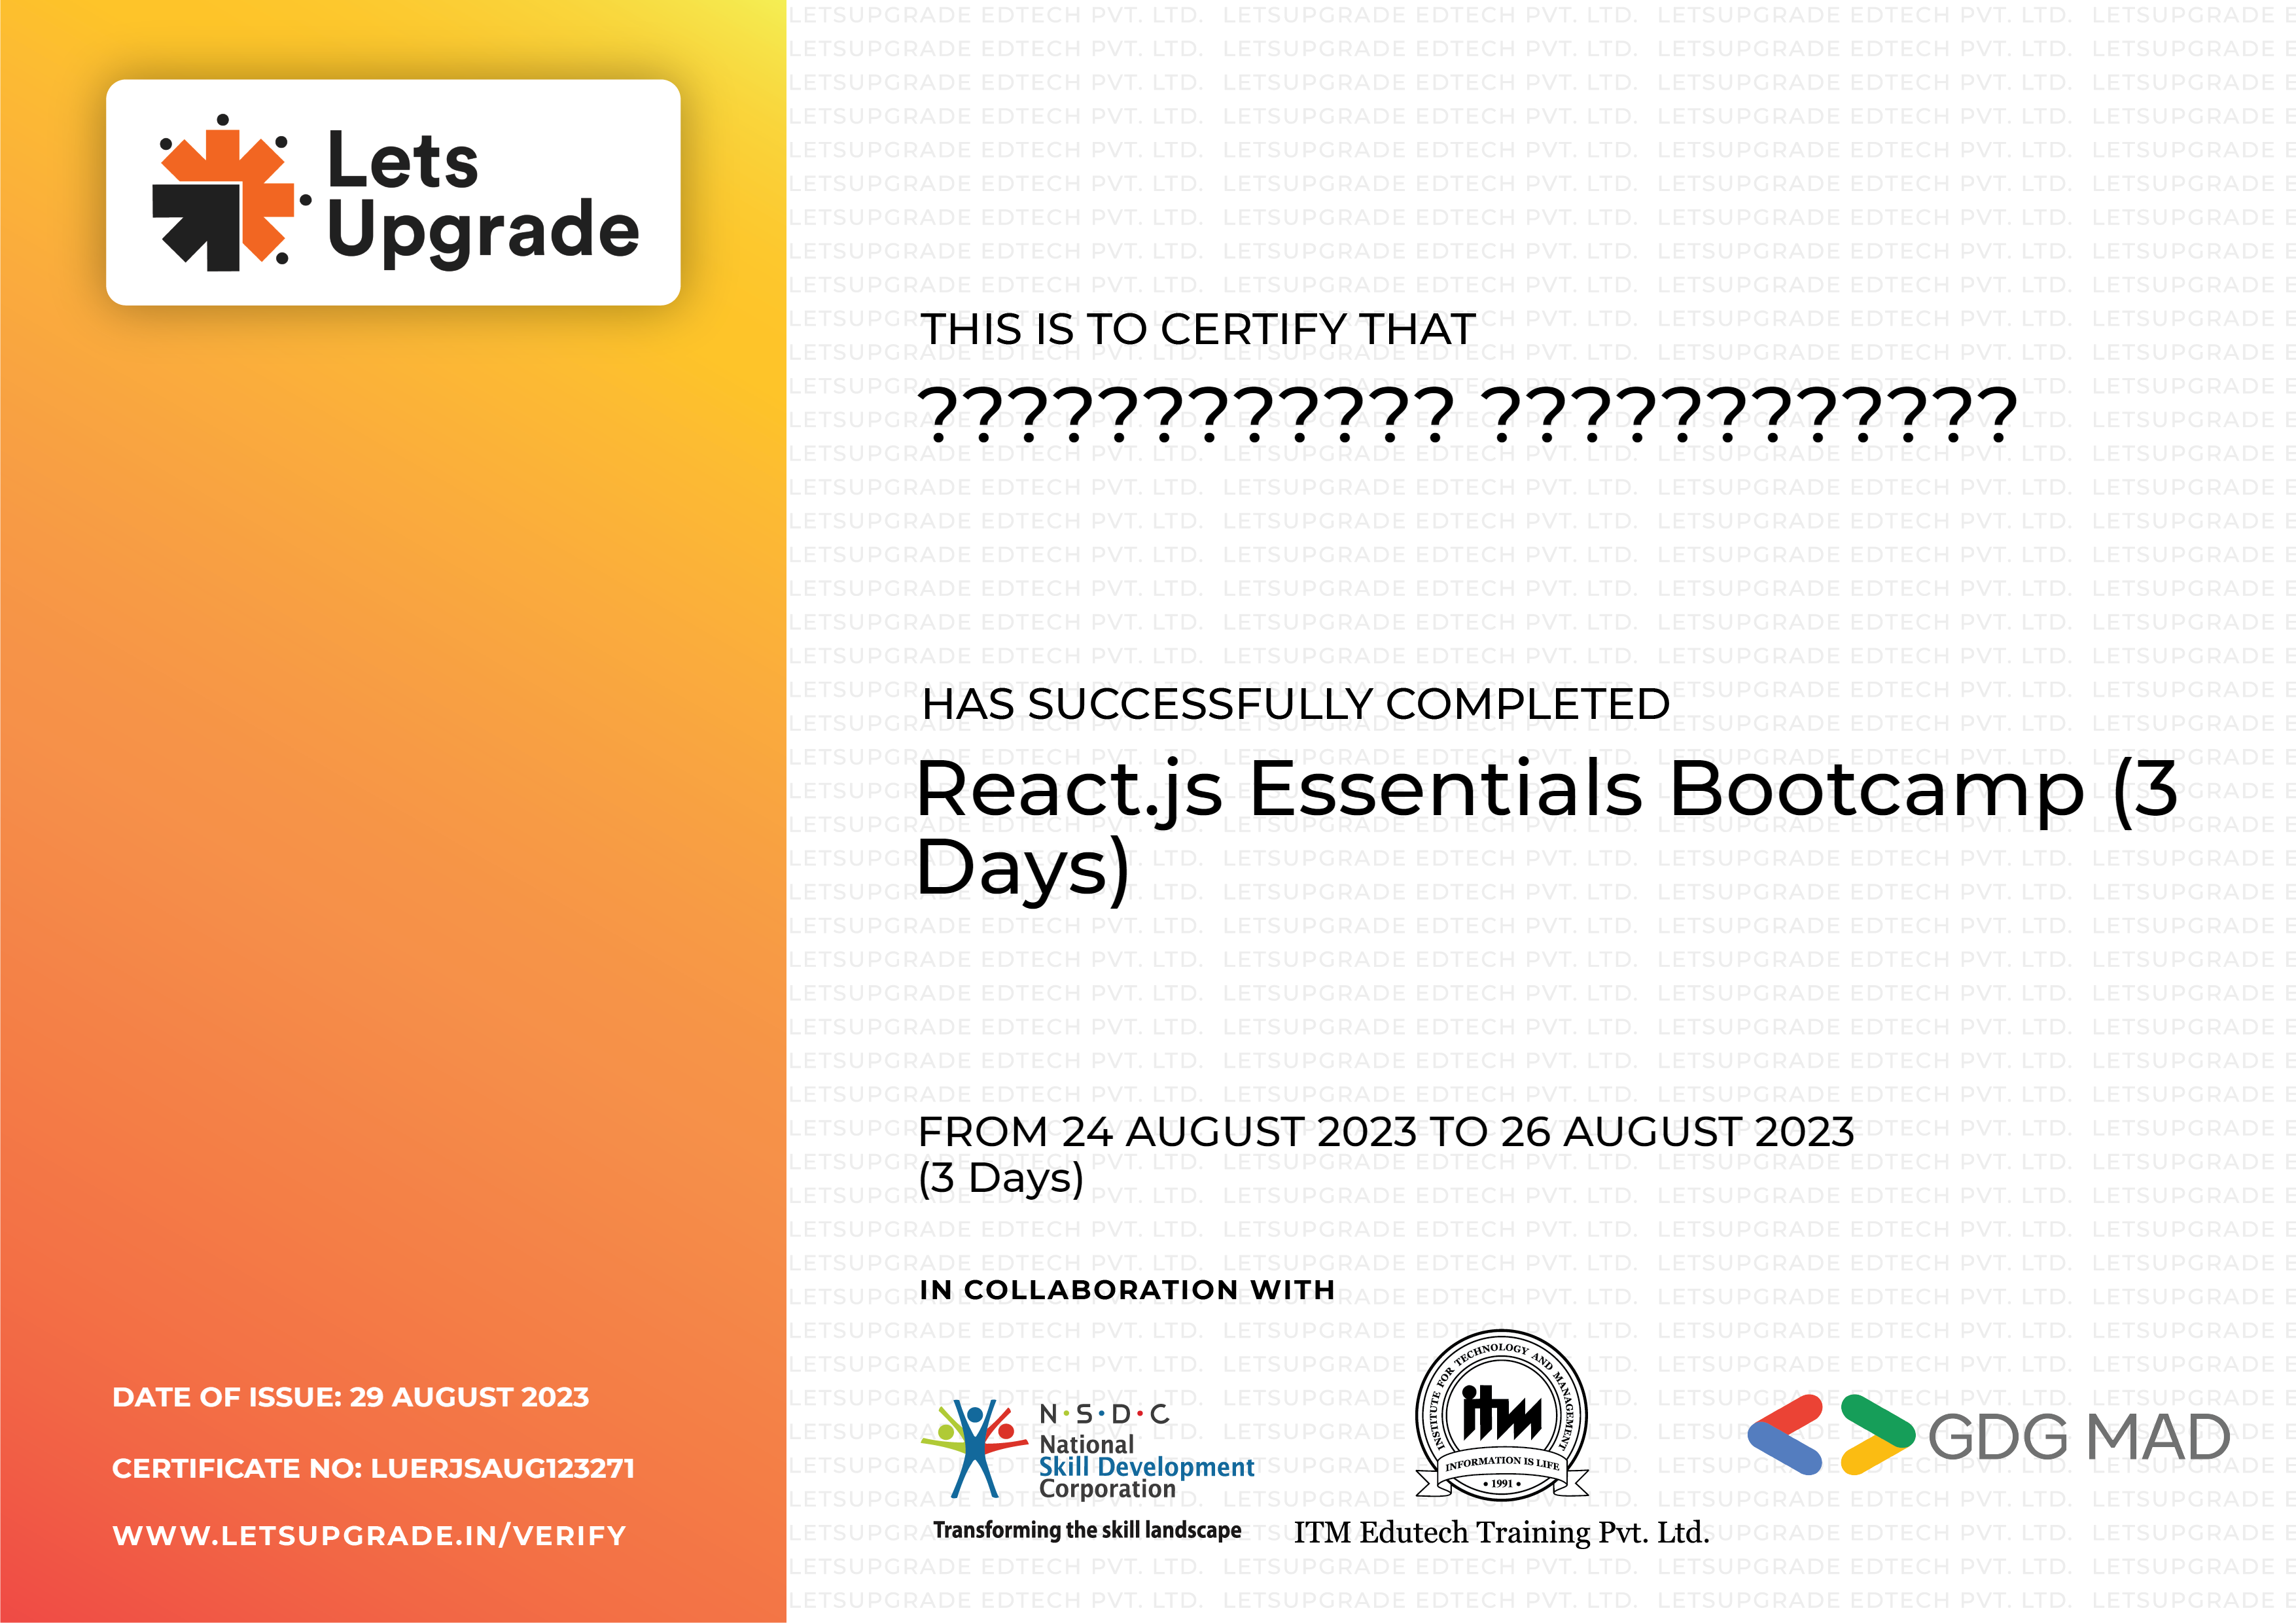 Lets
Upgrade
THIS IS TO CERTIFY THAT
???????????? ????????????
HAS SUCCESSFULLY COMPLETED
React.js Essentials Bootcamp (3
Days)
FROM 24 AUGUST 2023 TO 26 AUGUST 2023
(3 Days)
IN COLLABORATION WITH
N·S·D·C
National
Skill Development
Corporation
Transforming the skill landscape
INSTITUTE FOR TECHNOLOGY AND MANAGEMENT
itm
INFORMATION IS LIFE
• 1991 •
ITM Edutech Training Pvt. Ltd.
GDG MAD
DATE OF ISSUE: 29 AUGUST 2023
CERTIFICATE NO: LUERJSAUG123271
WWW.LETSUPGRADE.IN/VERIFY
LETSUPGRADE EDTECH PVT. LTD.